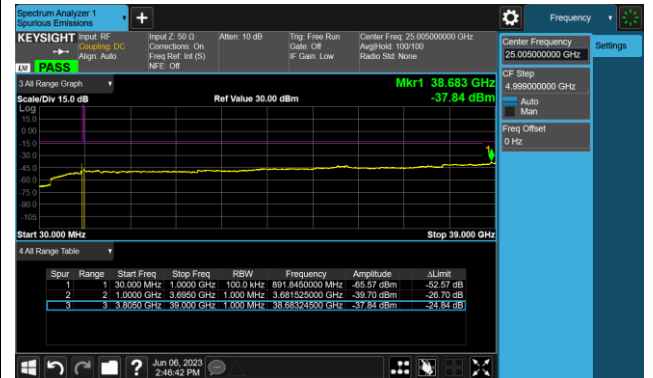 Spectrum Analyzer 1
Spurious Emissions
+
Frequency
KEYSIGHT
Input: RF
Coupling: DC
Align: Auto
Input Z: 50 Ω
Corrections: On
Freq Ref: Int (S)
NFE: Off
Atten: 10 dB
Trig: Free Run
Gate: Off
IF Gain: Low
Center Freq: 25.005000000 GHz
Avg|Hold: 100/100
Radio Std: None
LXI
PASS
Center Frequency
25.005000000 GHz
Settings
CF Step
4.999000000 GHz
Auto
Man
Freq Offset
0 Hz
3 All Range Graph
Mkr1 38.683 GHz
Scale/Div 15.0 dB
Ref Value 30.00 dBm
-37.84 dBm
Log
15.0
0.00
-15.0
-30.0
-45.0
-60.0
-75.0
-90.0
-105
1
Start 30.000 MHz
Stop 39.000 GHz
4 All Range Table
Spur Range Start Freq Stop Freq RBW Frequency Amplitude ΔLimit
1 1 30.000 MHz 1.0000 GHz 100.0 kHz 891.8450000 MHz -65.57 dBm -52.57 dB
2 2 1.0000 GHz 3.6950 GHz 1.000 MHz 3.681525000 GHz -39.70 dBm -26.70 dB
3 3 3.8050 GHz 39.000 GHz 1.000 MHz 38.68324500 GHz -37.84 dBm -24.84 dB
?
Jun 06, 2023
2:46:42 PM